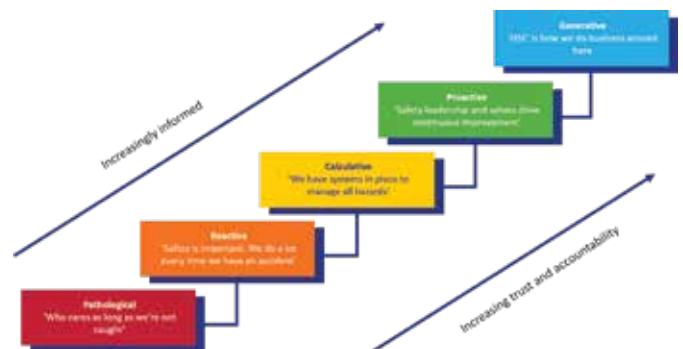 Generative
'HSE' is how we do business around
here
Proactive
'Safety leadership and values drive
continuous improvement'
Increasingly informed
Calculative
'We have systems in place to
manage all hazards'
Reactive
'Safety is important. We do a lot
every time we have an accident'
Increasing trust and accountability
Pathological
'Who cares as long as we're not
caught'